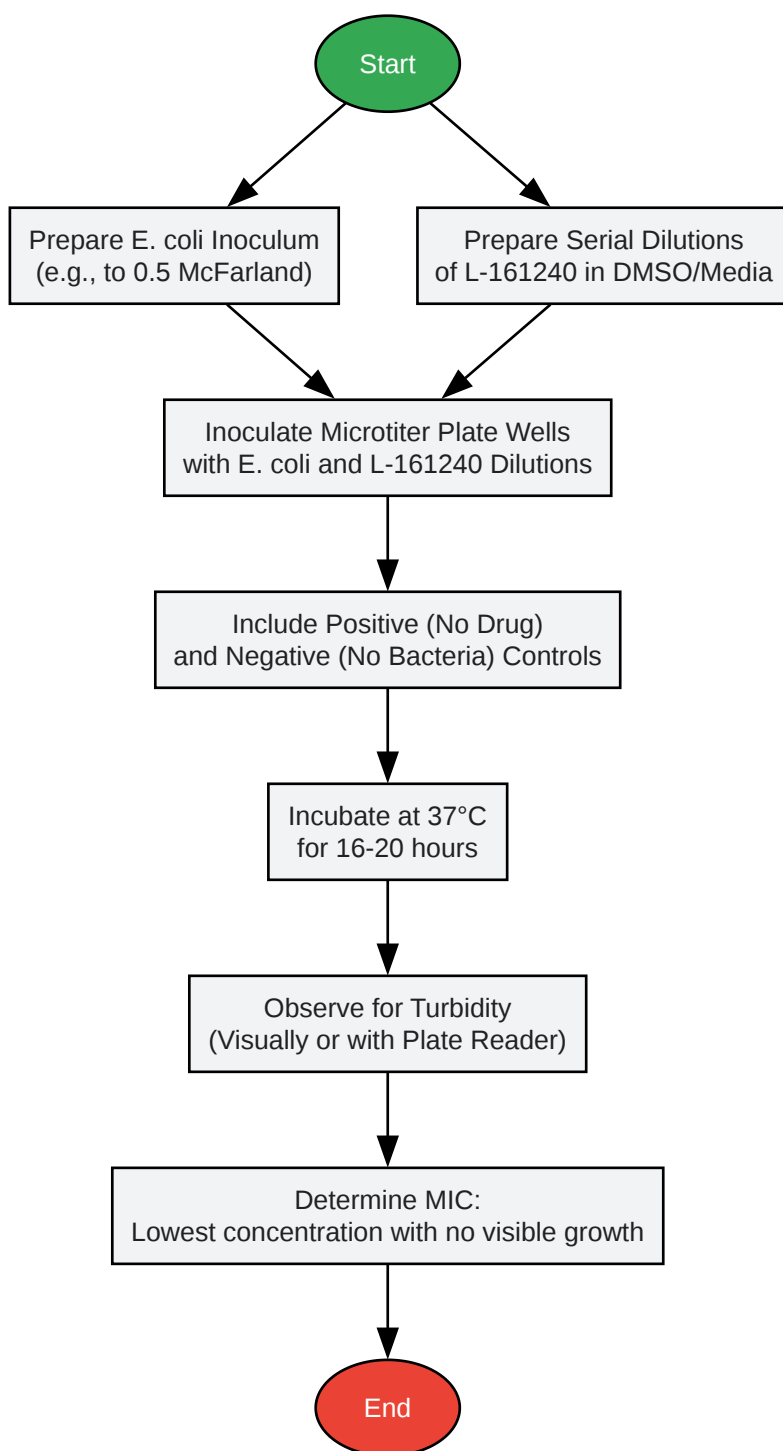 Start
Prepare E. coli Inoculum
(e.g., to 0.5 McFarland)
Prepare Serial Dilutions
of L-161240 in DMSO/Media
Inoculate Microtiter Plate Wells
with E. coli and L-161240 Dilutions
Include Positive (No Drug)
and Negative (No Bacteria) Controls
Incubate at 37°C
for 16-20 hours
Observe for Turbidity
(Visually or with Plate Reader)
Determine MIC:
Lowest concentration with no visible growth
End